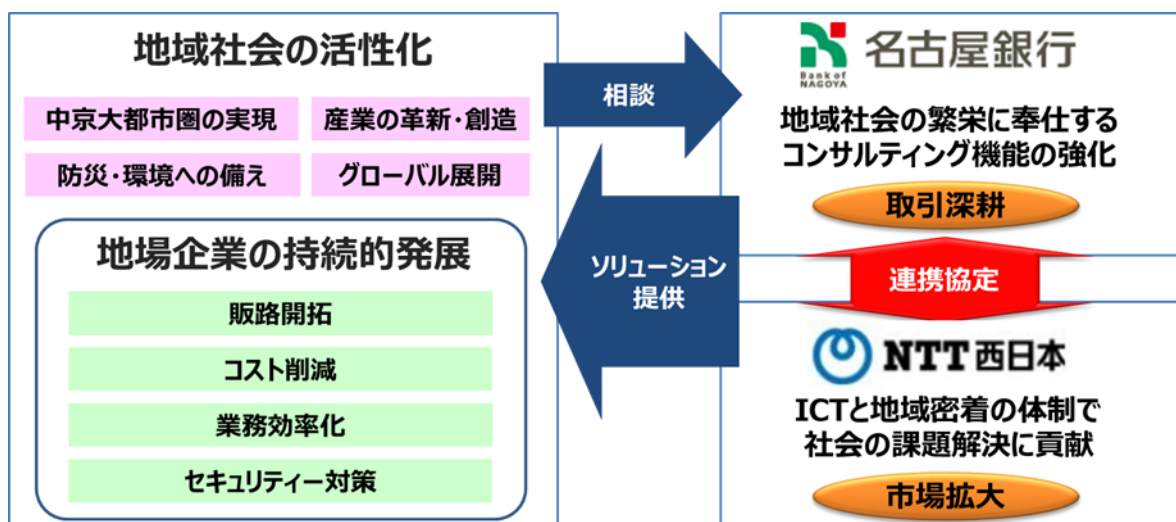 地域社会の活性化
中京大都市圏の実現
産業の革新・創造
防災・環境への備え
グローバル展開
地場企業の持続的発展
販路開拓
コスト削減
業務効率化
セキュリティー対策
相談
ソリューション
提供
Bank of
NAGOYA
名古屋銀行
地域社会の繁栄に奉仕する
コンサルティング機能の強化
取引深耕
連携協定
NTT西日本
ICTと地域密着の体制で
社会の課題解決に貢献
市場拡大